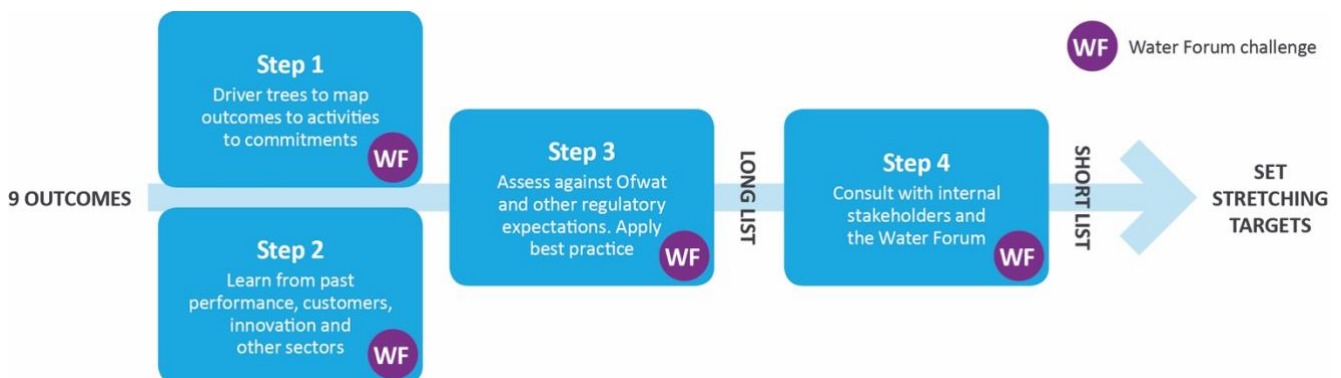 9 OUTCOMES
Step 1
Driver trees to map
outcomes to activities
to commitments
WF
Step 2
Learn from past
performance, customers,
innovation and
other sectors
WF
Step 3
Assess against Ofwat
and other regulatory
expectations. Apply
best practice
WF
LONG LIST
Step 4
Consult with internal
stakeholders and
the Water Forum
WF
SHORT LIST
WF Water Forum challenge
SET
STRETCHING
TARGETS